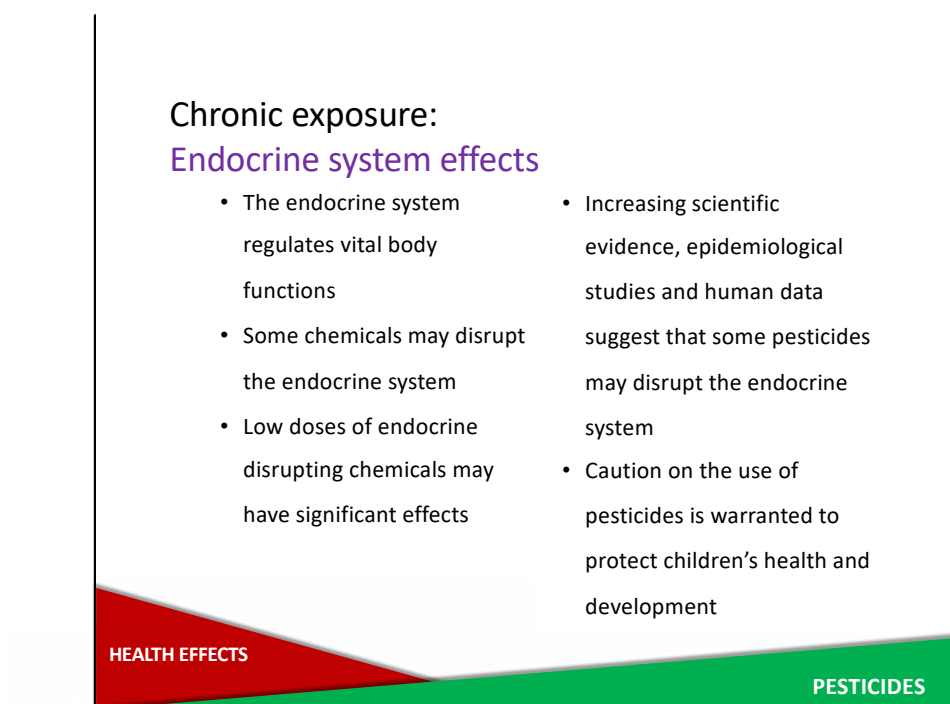 Chronic exposure:
Endocrine system effects
• The endocrine system
regulates vital body
functions
• Some chemicals may disrupt
the endocrine system
• Low doses of endocrine
disrupting chemicals may
have significant effects
• Increasing scientific
evidence, epidemiological
studies and human data
suggest that some pesticides
may disrupt the endocrine
system
• Caution on the use of
pesticides is warranted to
protect children’s health and
development
HEALTH EFFECTS
PESTICIDES